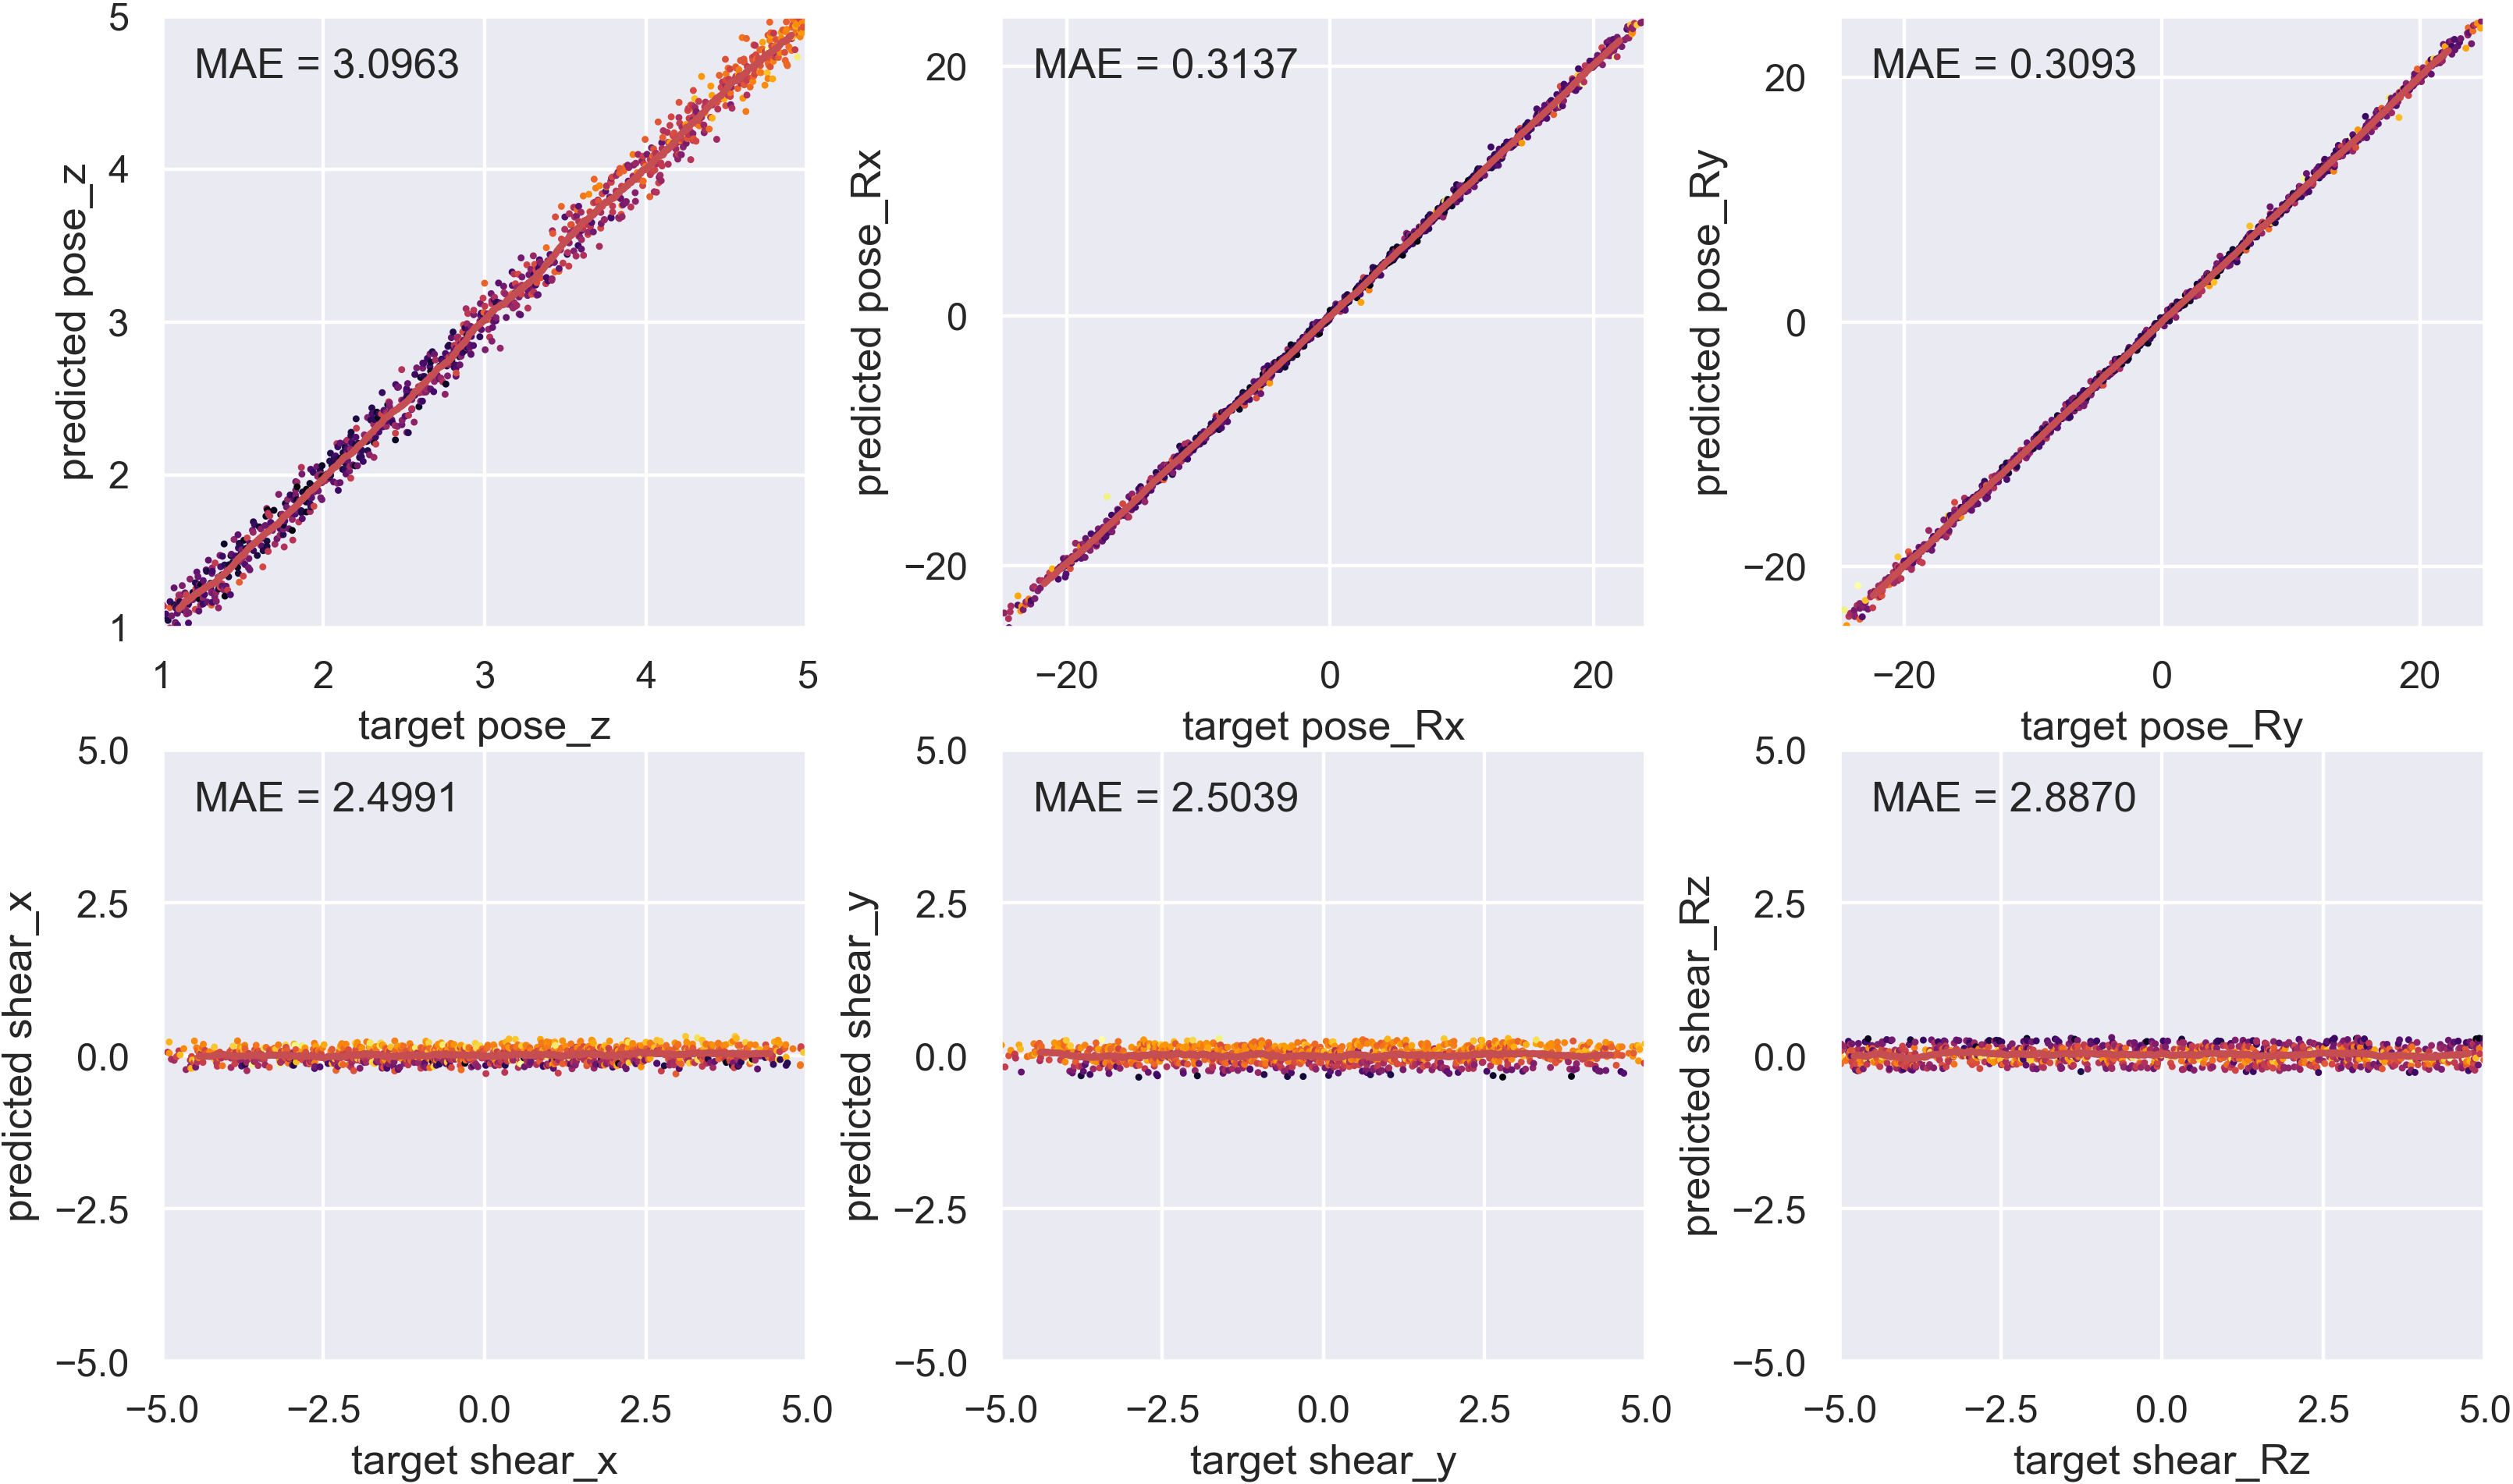 MAE = 3.0963
predicted pose_z
5
4
3
2
1
1 2 3 4 5
target pose_z
MAE = 0.3137
predicted pose_Rx
20
0
−20
−20 0 20
target pose_Rx
MAE = 0.3093
predicted pose_Ry
20
0
−20
−20 0 20
target pose_Ry
MAE = 2.4991
predicted shear_x
5.0
2.5
0.0
−2.5
−5.0
−5.0 −2.5 0.0 2.5 5.0
target shear_x
MAE = 2.5039
predicted shear_y
5.0
2.5
0.0
−2.5
−5.0
−5.0 −2.5 0.0 2.5 5.0
target shear_y
MAE = 2.8870
predicted shear_Rz
5.0
2.5
0.0
−2.5
−5.0
−5.0 −2.5 0.0 2.5 5.0
target shear_Rz